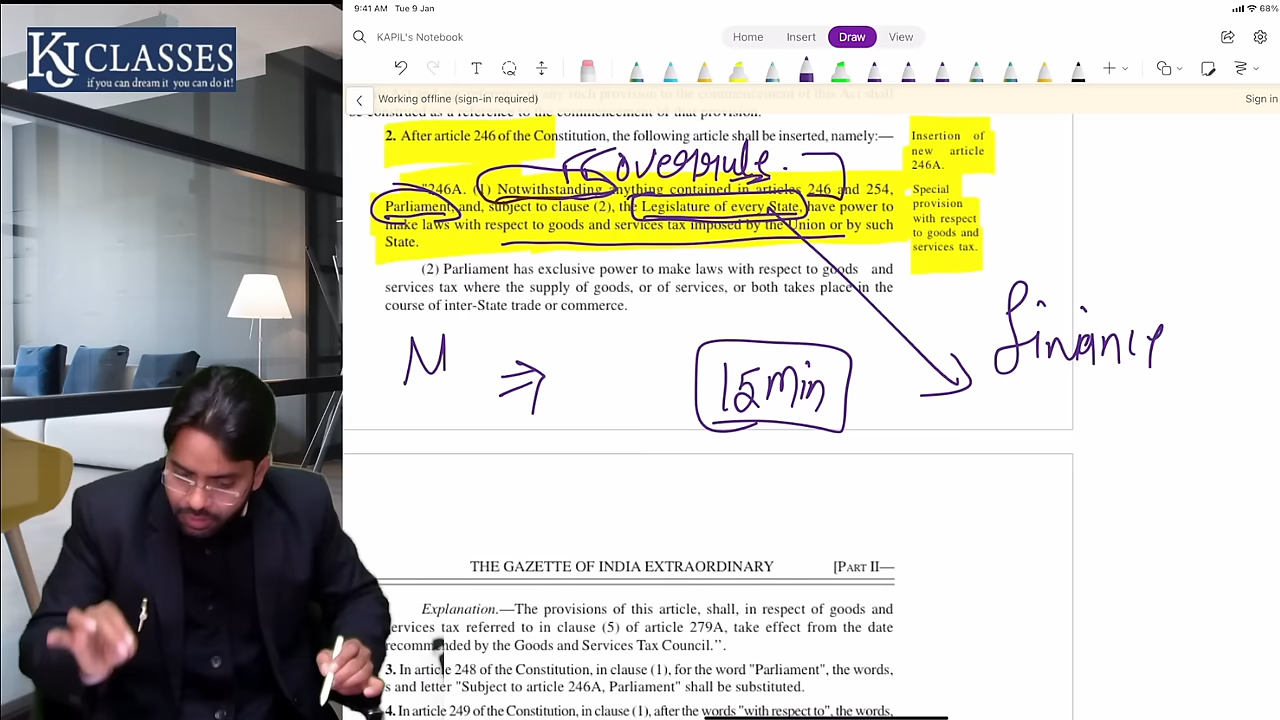 KJ CLASSES
if you can dream it you can do it!
9:41 AM Tue 9 Jan
68%
KAPIL's Notebook
Home Insert Draw View
Working offline (sign-in required)
Sign in
construed as a reference to the commencement of that provision.
2. After article 246 of the Constitution, the following article shall be inserted, namely:—
Insertion of
new article
246A.
overrule.
"246A. (1) Notwithstanding anything contained in articles 246 and 254,
Parliament, and, subject to clause (2), the Legislature of every State, have power to
make laws with respect to goods and services tax imposed by the Union or by such
State.
Special
provision
with respect
to goods and
services tax.
(2) Parliament has exclusive power to make laws with respect to goods and
services tax where the supply of goods, or of services, or both takes place in the
course of inter-State trade or commerce.
M
15 min
finance
THE GAZETTE OF INDIA EXTRAORDINARY [PART II—
Explanation.—The provisions of this article, shall, in respect of goods and
ervices tax referred to in clause (5) of article 279A, take effect from the date
recommended by the Goods and Services Tax Council.”.
3. In article 248 of the Constitution, in clause (1), for the word "Parliament", the words,
s and letter "Subject to article 246A, Parliament" shall be substituted.
4. In article 249 of the Constitution, in clause (1), after the words "with respect to", the words,